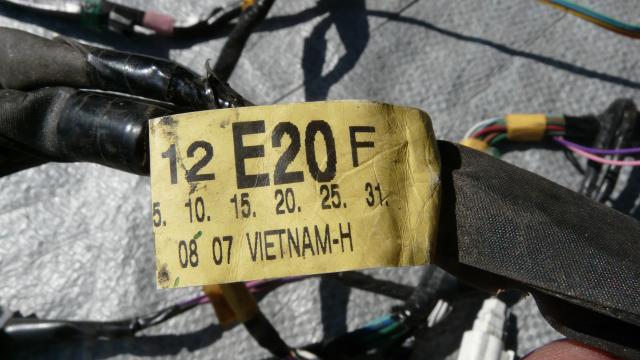 12 E20 F
5. 10. 15. 20. 25. 31.
08 07 VIETNAM-H